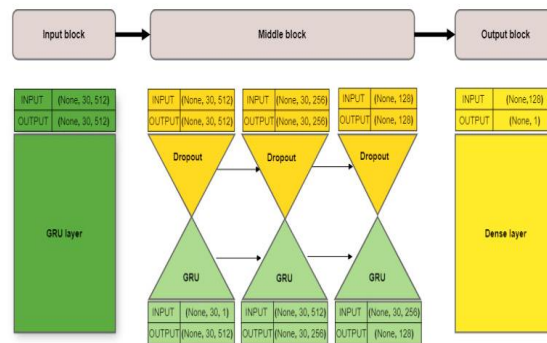 Input block
Middle block
Output block
INPUT (None, 30, 512)
OUTPUT (None, 30, 512)
INPUT (None, 30, 512)
OUTPUT (None, 30, 512)
INPUT (None, 30, 256)
OUTPUT (None, 30, 256)
INPUT (None, 128)
OUTPUT (None, 128)
INPUT (None,128)
OUTPUT (None, 1)
GRU layer
Dropout
Dropout
Dropout
Dense layer
GRU
GRU
GRU
INPUT (None, 30, 1)
OUTPUT (None, 30, 512)
INPUT (None, 30, 512)
OUTPUT (None, 30, 256)
INPUT (None, 30, 256)
OUTPUT (None, 128)